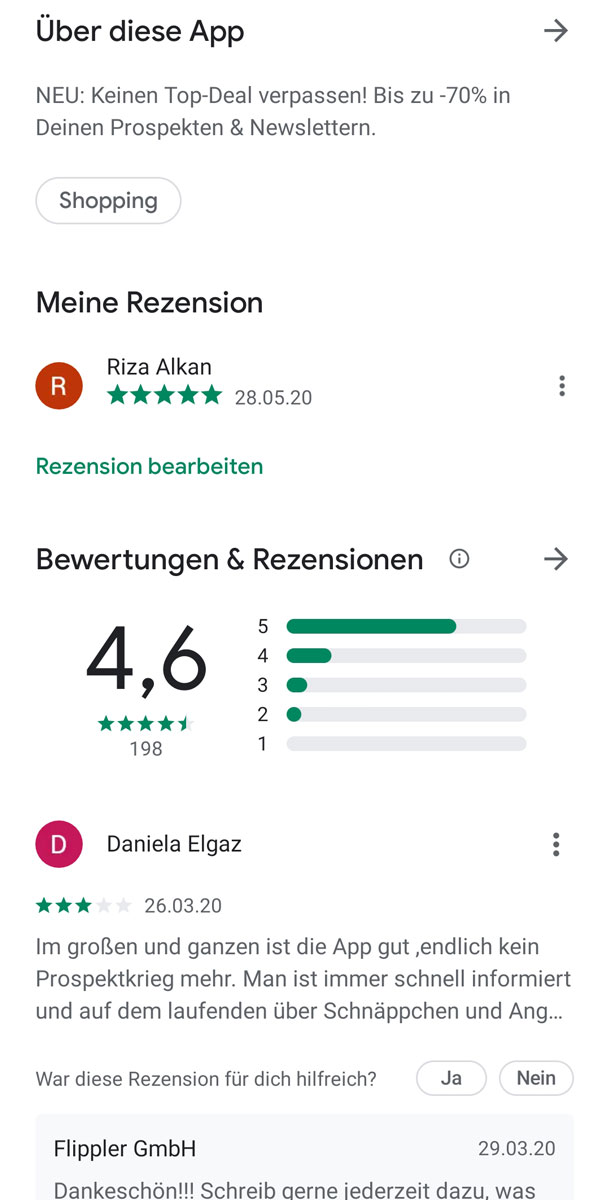 Über diese App
NEU: Keinen Top-Deal verpassen! Bis zu -70% in
Deinen Prospekten & Newslettern.
Shopping
Meine Rezension
R
Riza Alkan
28.05.20
Rezension bearbeiten
Bewertungen & Rezensionen
4,6
198
5
4
3
2
1
D
Daniela Elgaz
26.03.20
Im großen und ganzen ist die App gut ,endlich kein
Prospektkrieg mehr. Man ist immer schnell informiert
und auf dem laufenden über Schnäppchen und Ang...
War diese Rezension für dich hilfreich?
Ja
Nein
Flippler GmbH
29.03.20
Dankeschön!!! Schreib gerne jederzeit dazu, was